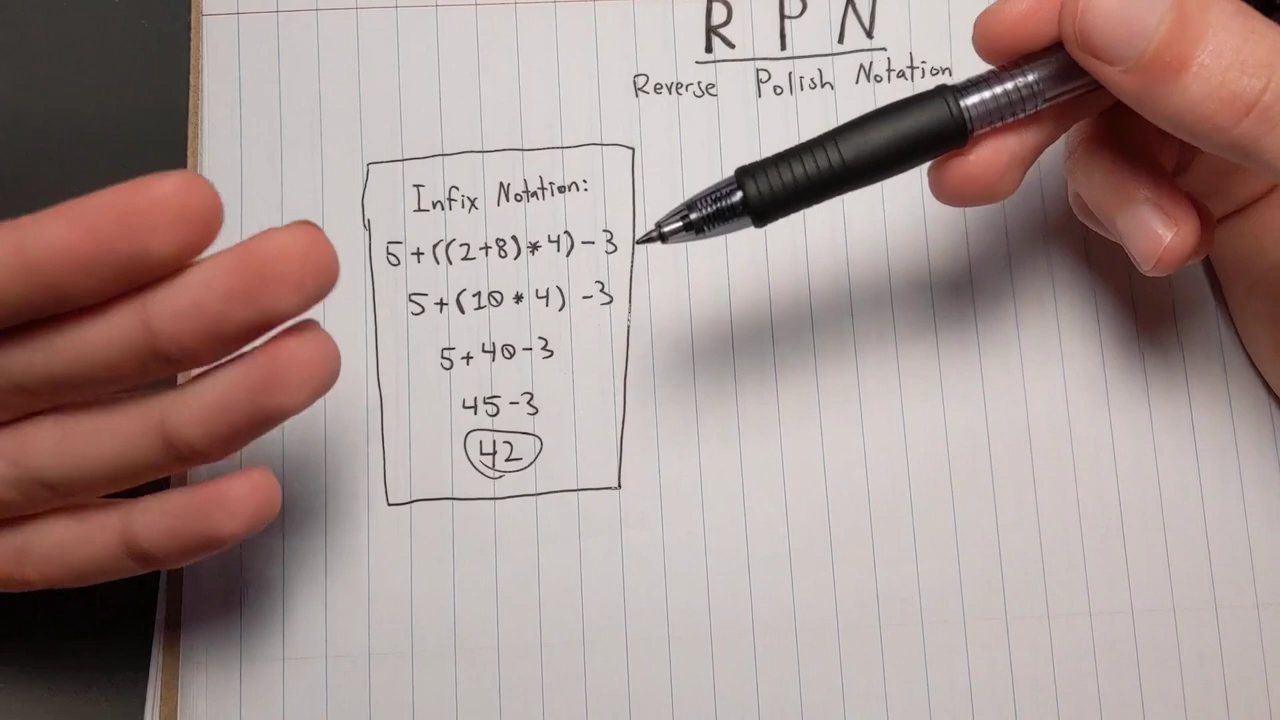 R P N
Reverse Polish Notation
Infix Notation:
5+((2+8)*4)-3
5+(10*4) -3
5+40-3
45-3
42